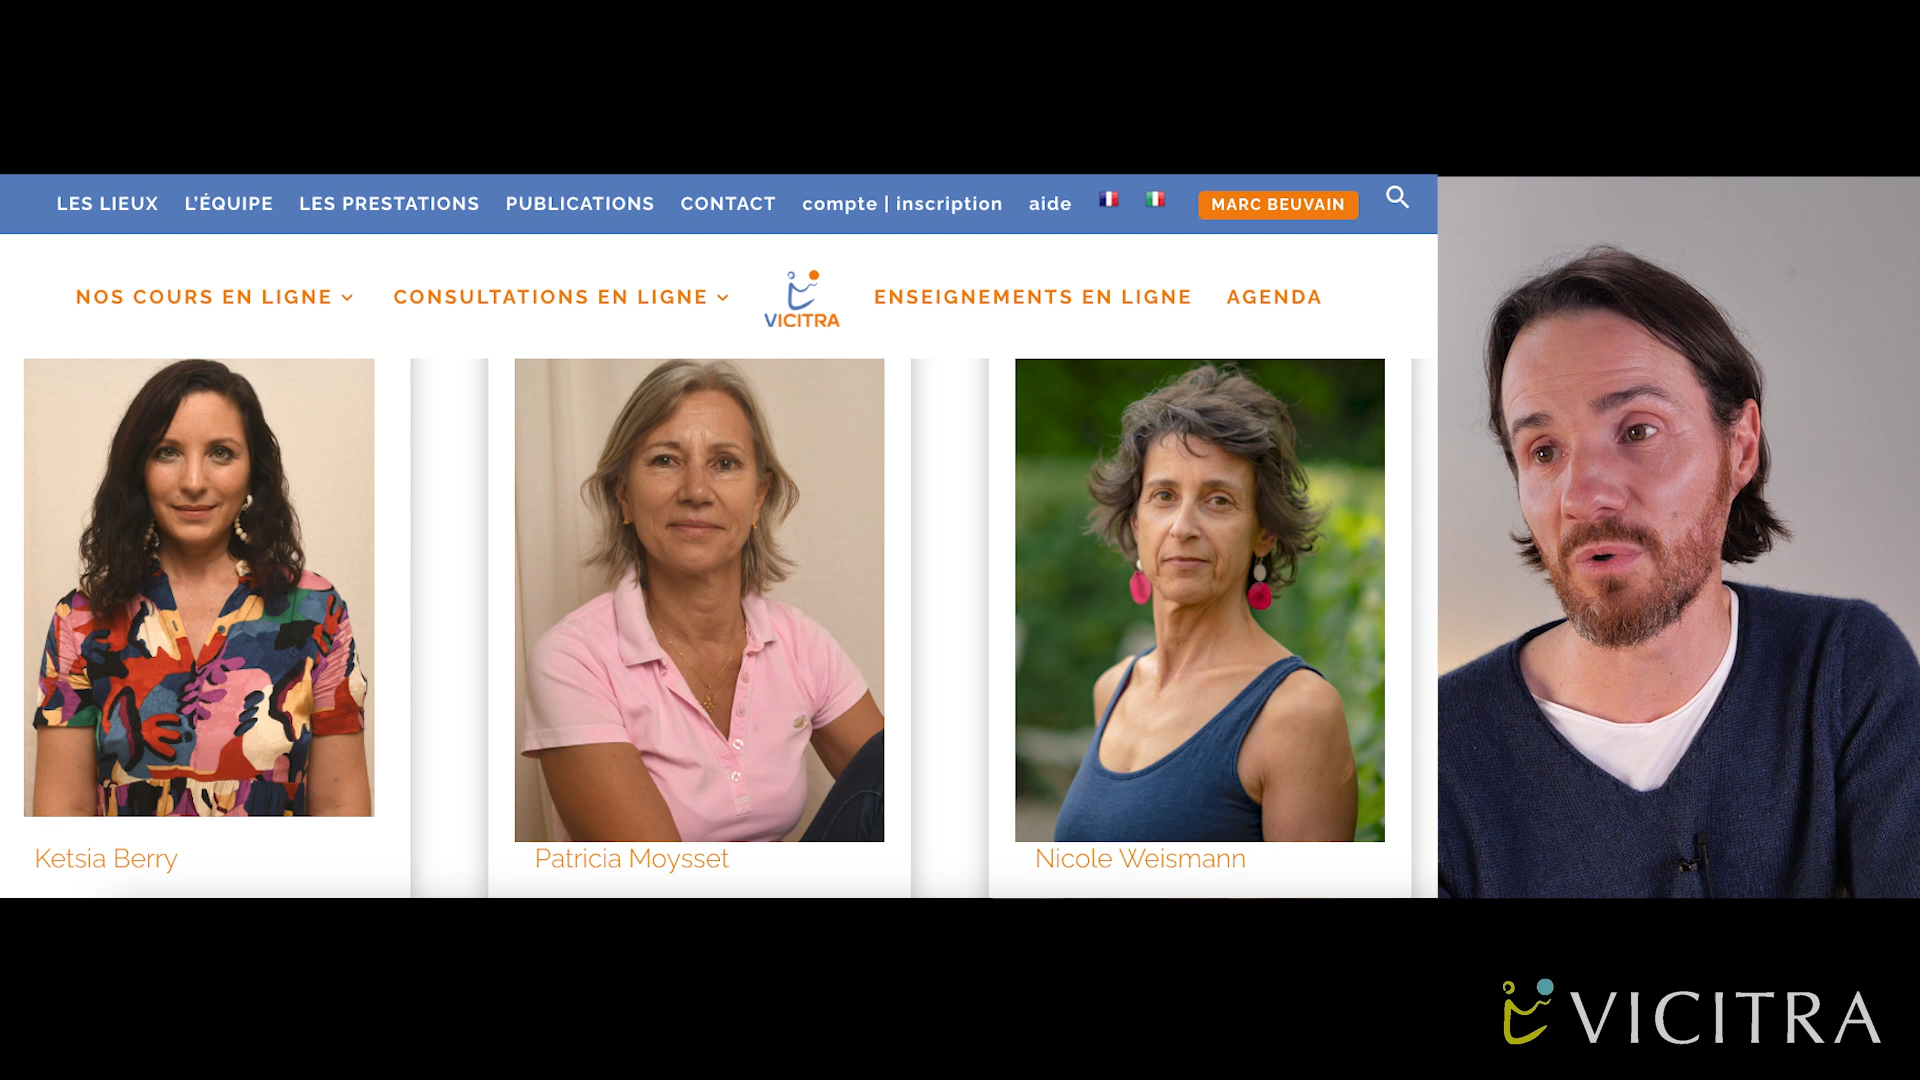 LES LIEUX L'ÉQUIPE LES PRESTATIONS PUBLICATIONS CONTACT compte | inscription aide MARC BEUVAIN
NOS COURS EN LIGNE CONSULTATIONS EN LIGNE VICITRA ENSEIGNEMENTS EN LIGNE AGENDA
Ketsia Berry Patricia Moysset Nicole Weismann
VICITRA